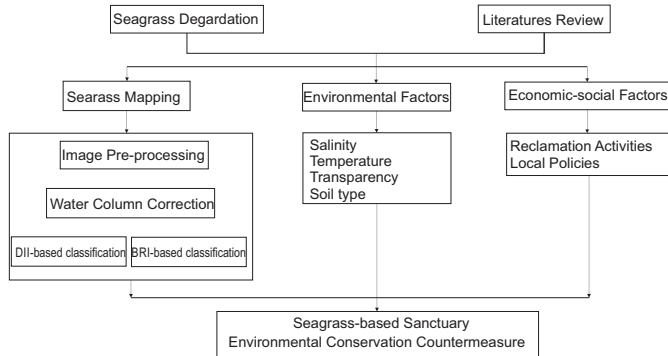 Seagrass Degardation
Literatures Review
Searass Mapping
Environmental Factors
Economic-social Factors
Image Pre-processing
Water Column Correction
DII-based classification
BRI-based classification
Salinity
Temperature
Transparency
Soil type
Reclamation Activities
Local Policies
Seagrass-based Sanctuary
Environmental Conservation Countermeasure